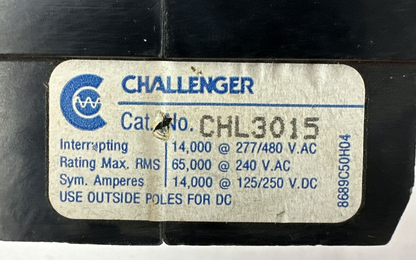 CHALLENGER
Cat. No. CHL3015
Interrupting 14,000 @ 277/480 V.AC
Rating Max. RMS 65,000 @ 240 V.AC
Sym. Amperes 14,000 @ 125/250 V.DC
USE OUTSIDE POLES FOR DC
8689C50H04